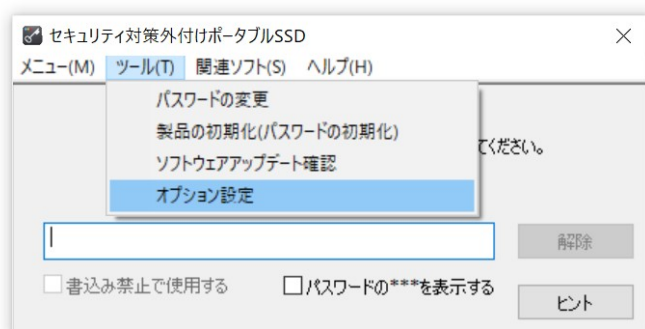 セキュリティ対策外付けポータブルSSD
メニュー(M) ツール(T) 関連ソフト(S) ヘルプ(H)
パスワードの変更
製品の初期化(パスワードの初期化)
てください。
ソフトウェアアップデート確認
オプション設定
解除
書込み禁止で使用する パスワードの***を表示する
ヒント